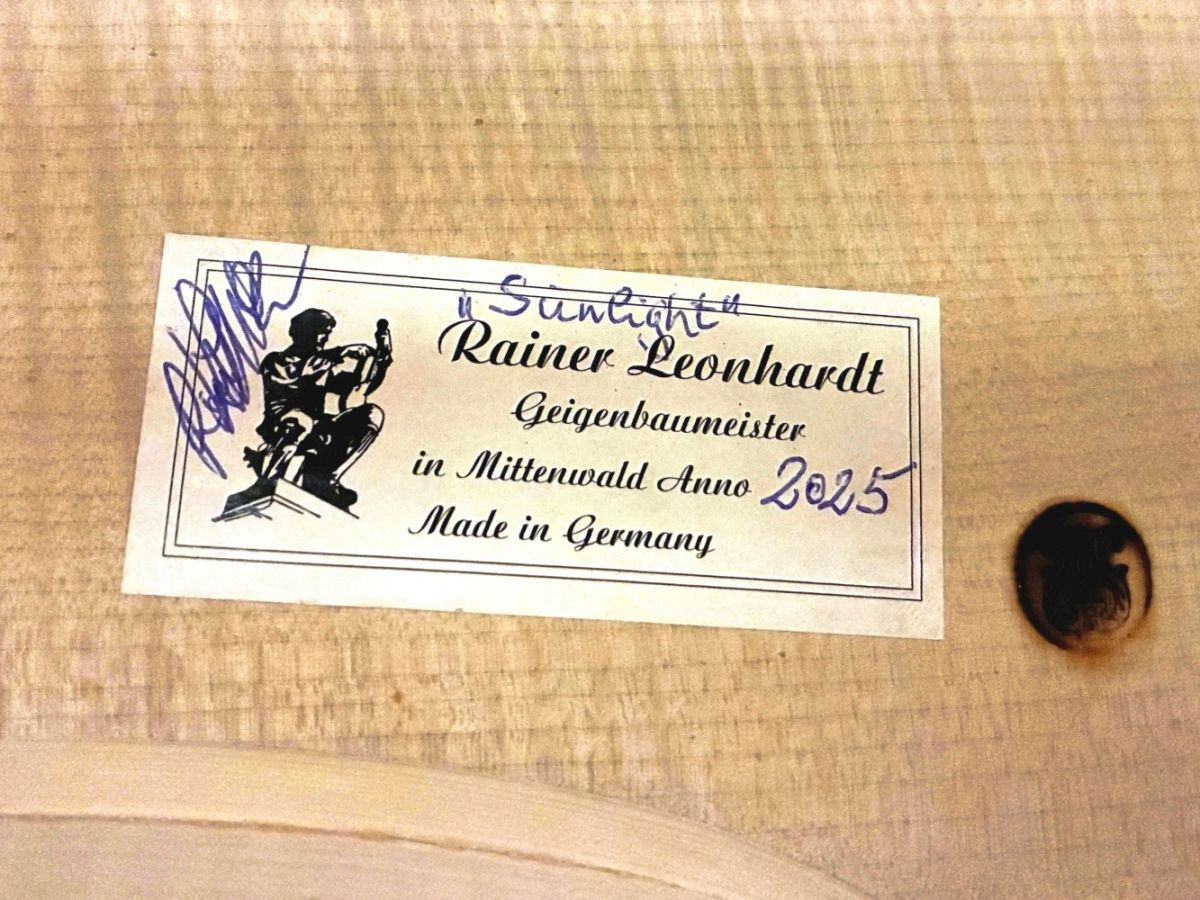 „Sunlight"
Rainer Leonhardt
Geigenbaumeister
in Mittenwald Anno 2025
Made in Germany